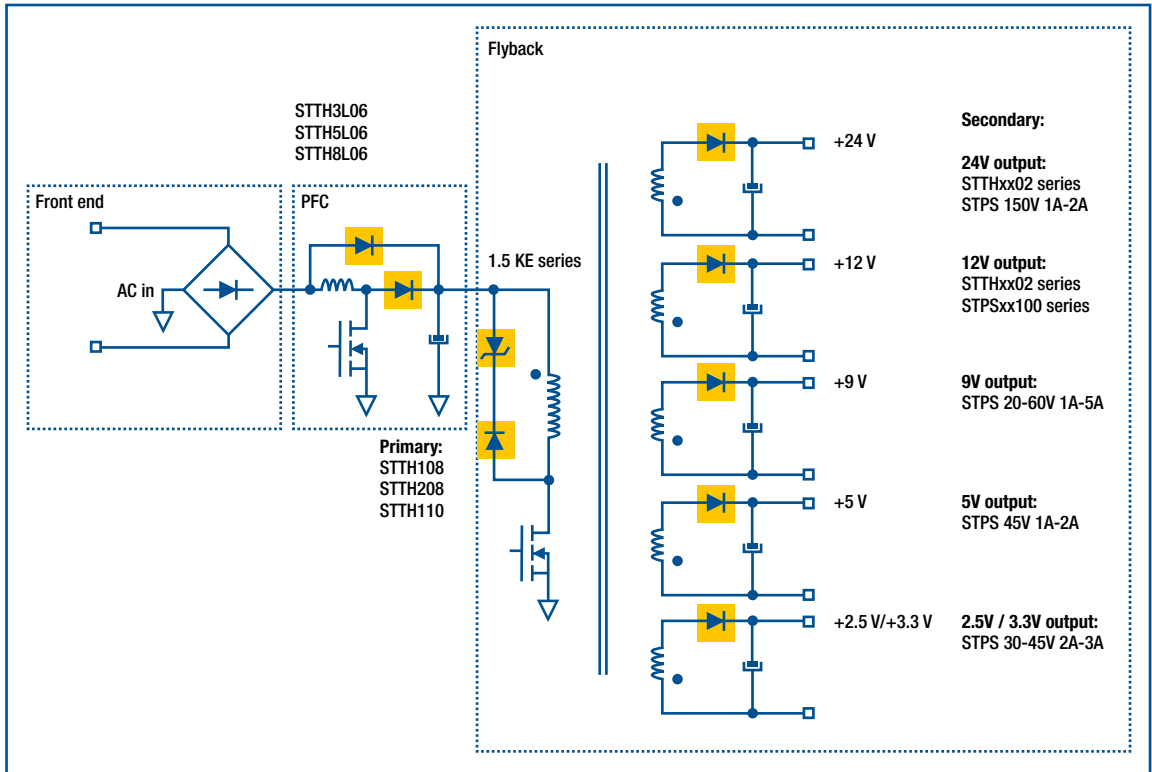 Flyback
STTH3L06
STTH5L06
STTH8L06
Front end
PFC
AC in
1.5 KE series
Primary:
STTH108
STTH208
STTH110
+24 V
+12 V
+9 V
+5 V
+2.5 V/+3.3 V
Secondary:
24V output:
STTHxx02 series
STPS 150V 1A-2A
12V output:
STTHxx02 series
STPSxx100 series
9V output:
STPS 20-60V 1A-5A
5V output:
STPS 45V 1A-2A
2.5V / 3.3V output:
STPS 30-45V 2A-3A